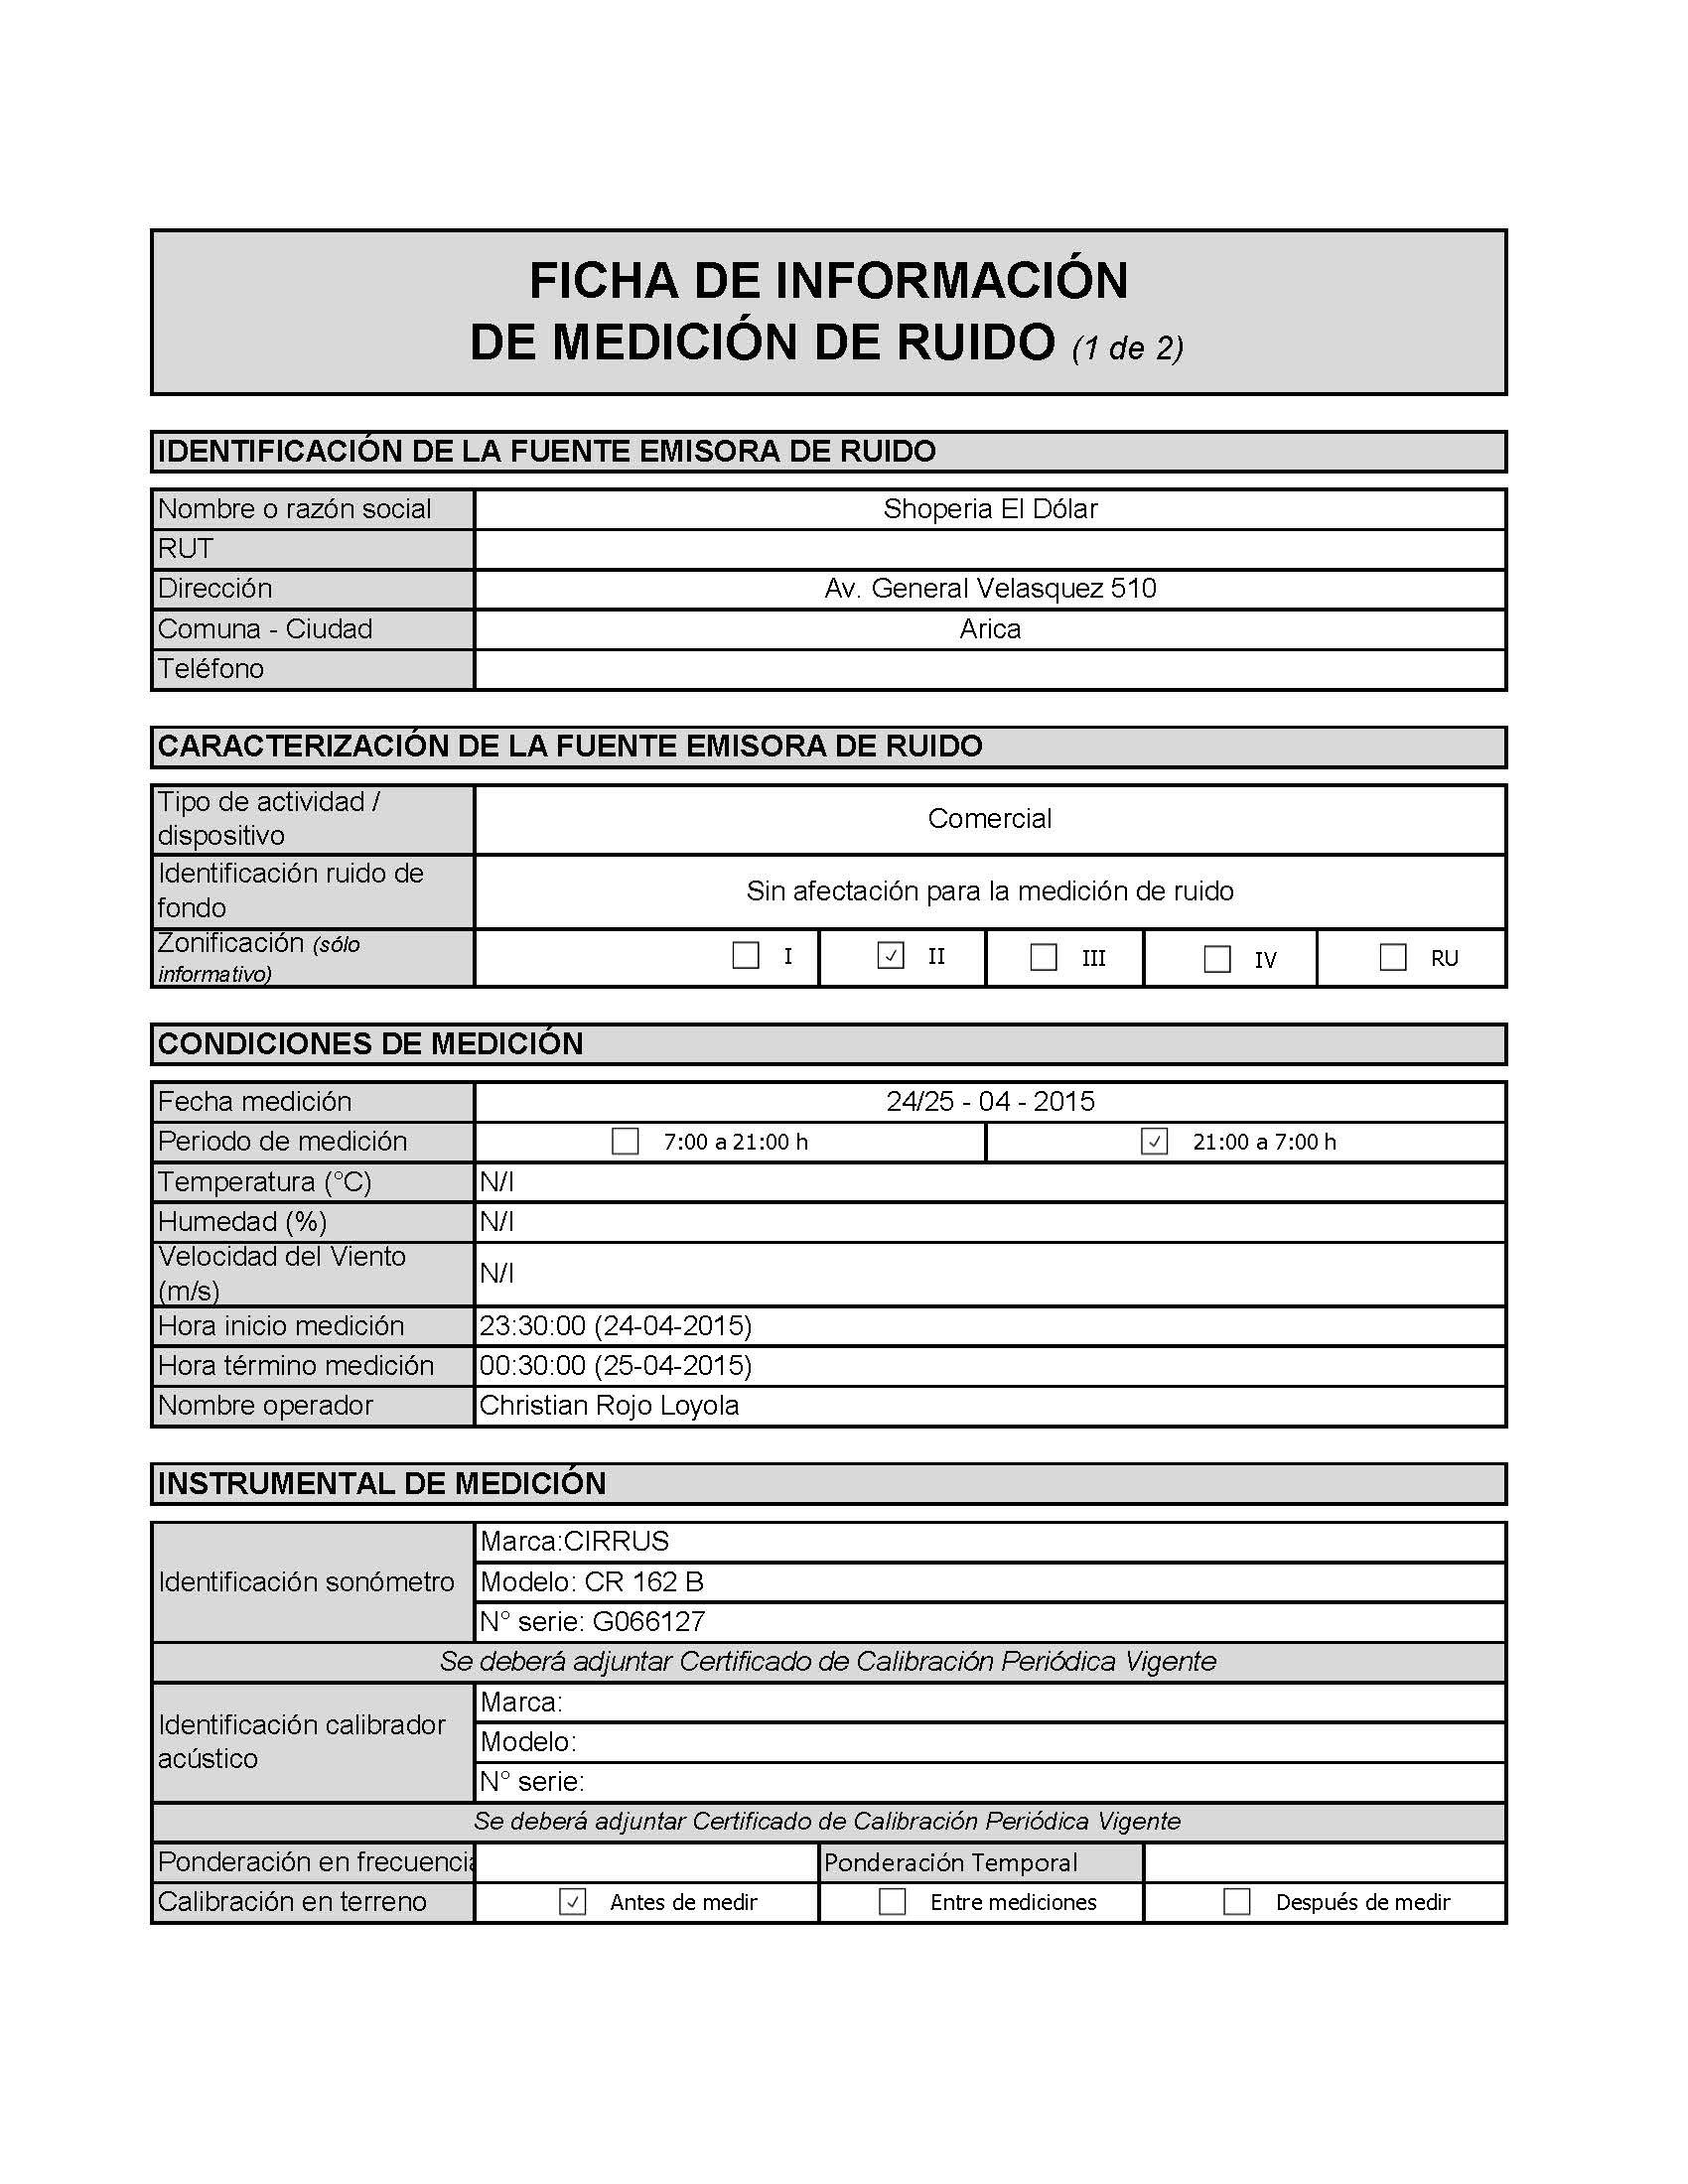 FICHA DE INFORMACIÓN
DE MEDICIÓN DE RUIDO (1 de 2)
IDENTIFICACIÓN DE LA FUENTE EMISORA DE RUIDO
Nombre o razón social Shoperia El Dólar
RUT
Dirección Av. General Velasquez 510
Comuna - Ciudad Arica
Teléfono
CARACTERIZACIÓN DE LA FUENTE EMISORA DE RUIDO
Tipo de actividad /
dispositivo
Comercial
Identificación ruido de
fondo
Sin afectación para la medición de ruido
Zonificación (sólo
informativo)
☐ I ☑ II ☐ III ☐ IV ☐ RU
CONDICIONES DE MEDICIÓN
Fecha medición 24/25 - 04 - 2015
Periodo de medición ☐ 7:00 a 21:00 h ☑ 21:00 a 7:00 h
Temperatura (°C) N/I
Humedad (%) N/I
Velocidad del Viento
(m/s)
N/I
Hora inicio medición 23:30:00 (24-04-2015)
Hora término medición 00:30:00 (25-04-2015)
Nombre operador Christian Rojo Loyola
INSTRUMENTAL DE MEDICIÓN
Identificación sonómetro
Marca:CIRRUS
Modelo: CR 162 B
N° serie: G066127
Se deberá adjuntar Certificado de Calibración Periódica Vigente
Identificación calibrador
acústico
Marca:
Modelo:
N° serie:
Se deberá adjuntar Certificado de Calibración Periódica Vigente
Ponderación en frecuencia Ponderación Temporal
Calibración en terreno ☑ Antes de medir ☐ Entre mediciones ☐ Después de medir